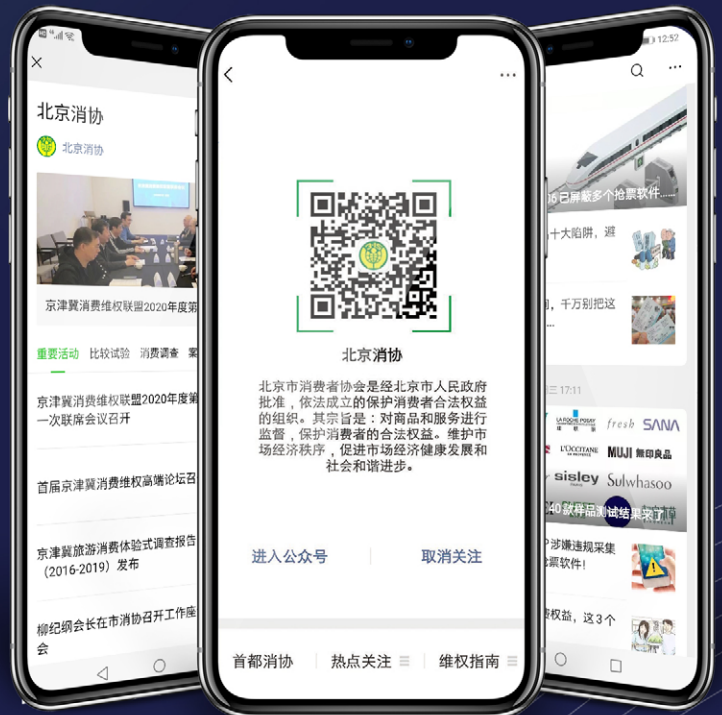 北京消协
北京消协
京津冀消费维权联盟2020年度第
重要活动 比较试验 消费调查 案
京津冀消费维权联盟2020年度第
一次联席会议召开
首届京津冀消费维权高端论坛召
京津冀旅游消费体验式调查报告
（2016-2019）发布
柳纪纲会长在市消协召开工作座
会
北京消协
北京市消费者协会是经北京市人民政府
批准，依法成立的保护消费者合法权益
的组织。其宗旨是：对商品和服务进行
监督，保护消费者的合法权益。维护市
场经济秩序，促进市场经济健康发展和
社会和谐进步。
进入公众号 取消关注
首都消协 热点关注 维权指南
12:52
已屏蔽多个抢票软件......
十大陷阱，避
，千万别把这
...
三 17:11
LA ROCHE POSAY
fresh SANA
L'OCCITANE
MUJI 無印良品
sisley Sulwhasoo
40款样品测试结果来了
？涉嫌违规采集
票软件！
权益，这3个